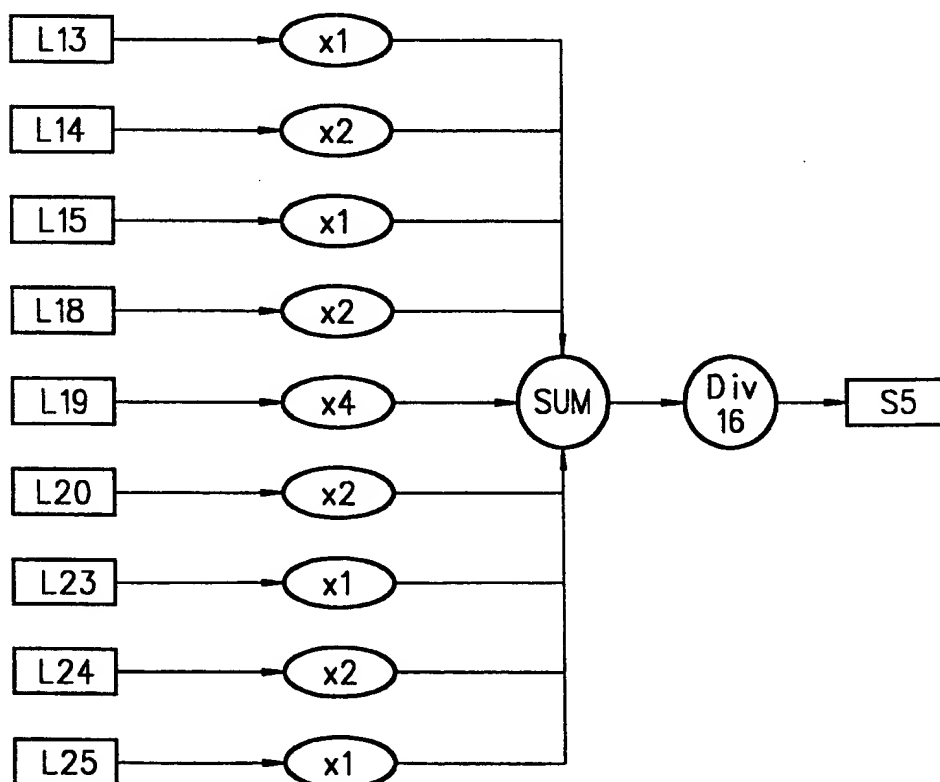 L13 x1
L14 x2
L15 x1
L18 x2
L19 x4 SUM Div 16 S5
L20 x2
L23 x1
L24 x2
L25 x1